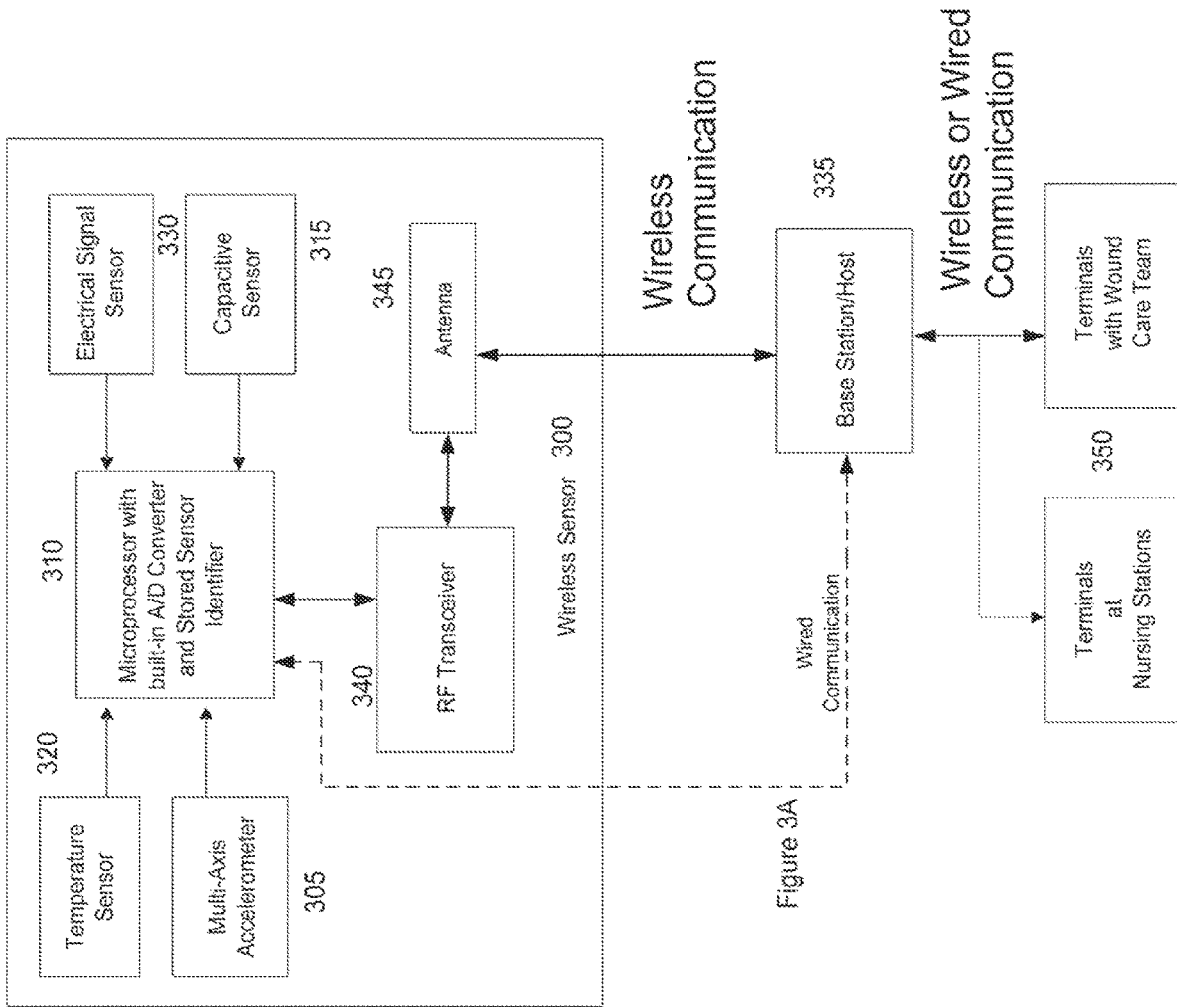 Temperature
Sensor
320
Multi-Axis
Accelerometer
305
310
Microprocessor with
built-in A/D Converter
and Stored Sensor
Identifier
Electrical Signal
Sensor
330
Capacitive
Sensor
315
340
RF Transceiver
345
Antenna
Wireless Sensor 300
Wireless
Communication
Wired
Communication
335
Base Station/Host
Wireless or Wired
Communication
Terminals
at
Nursing Stations
350
Terminals
with Wound
Care Team
Figure 3A